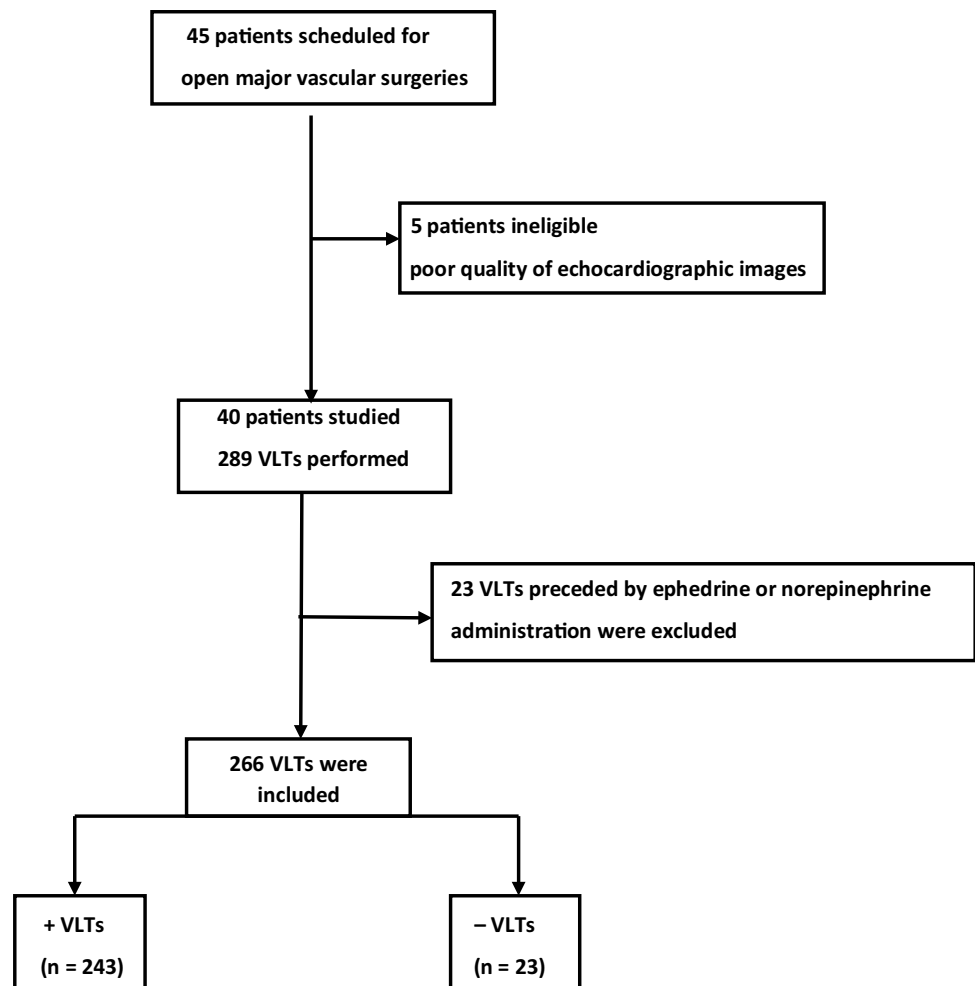 45 patients scheduled for
open major vascular surgeries
5 patients ineligible
poor quality of echocardiographic images
40 patients studied
289 VLTs performed
23 VLTs preceded by ephedrine or norepinephrine
administration were excluded
266 VLTs were
included
+ VLTs
(n = 243)
– VLTs
(n = 23)